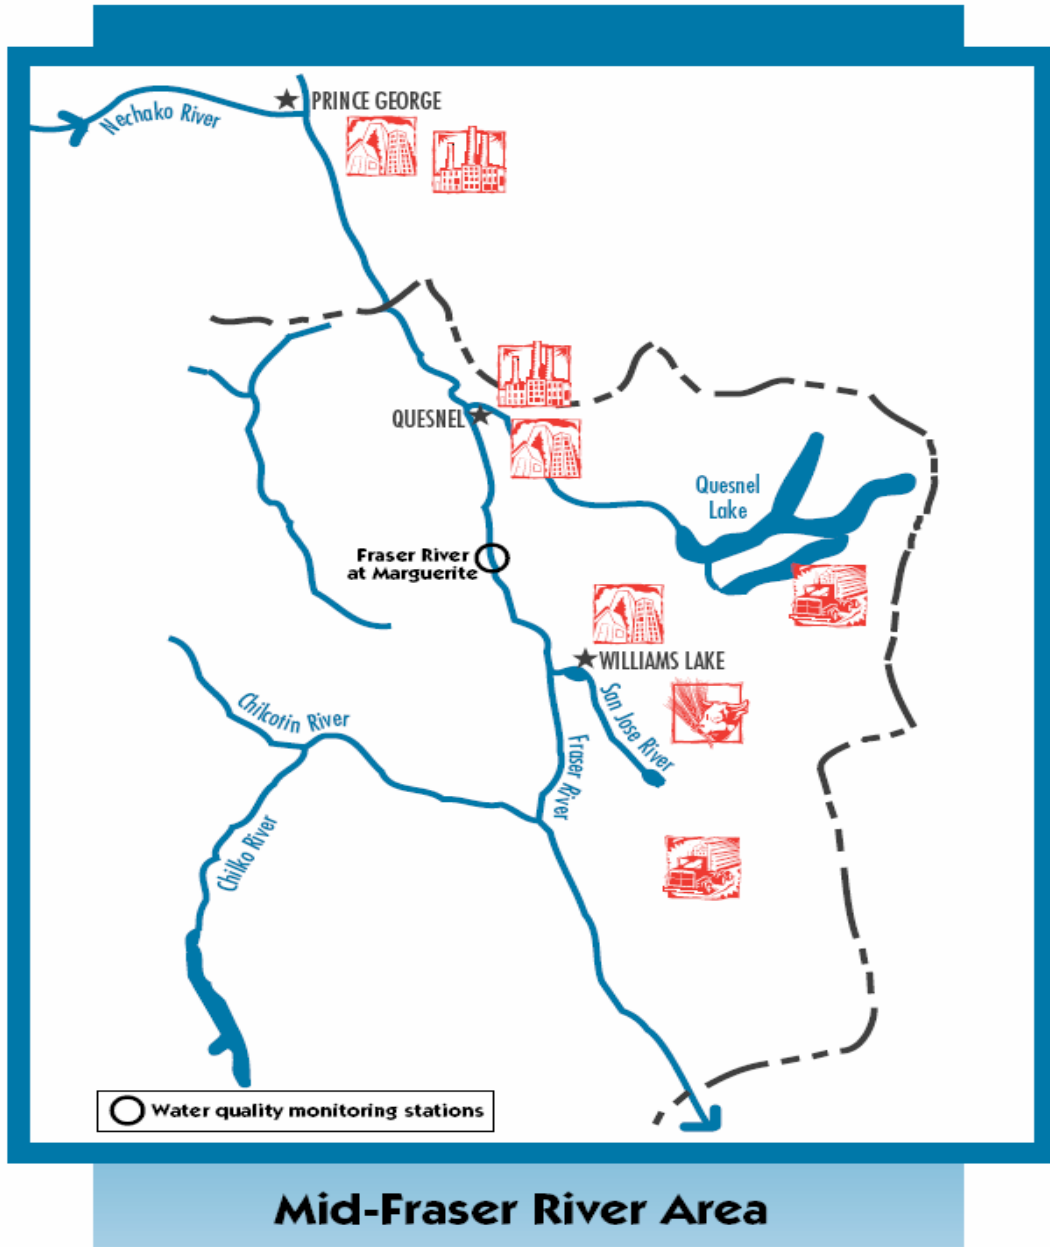 PRINCE GEORGE
Nechako River
QUESNEL
Quesnel
Lake
Fraser River
at Marguerite
WILLIAMS LAKE
San Jose River
Chilcotin River
Fraser River
Chilko River
Water quality monitoring stations
Mid-Fraser River Area